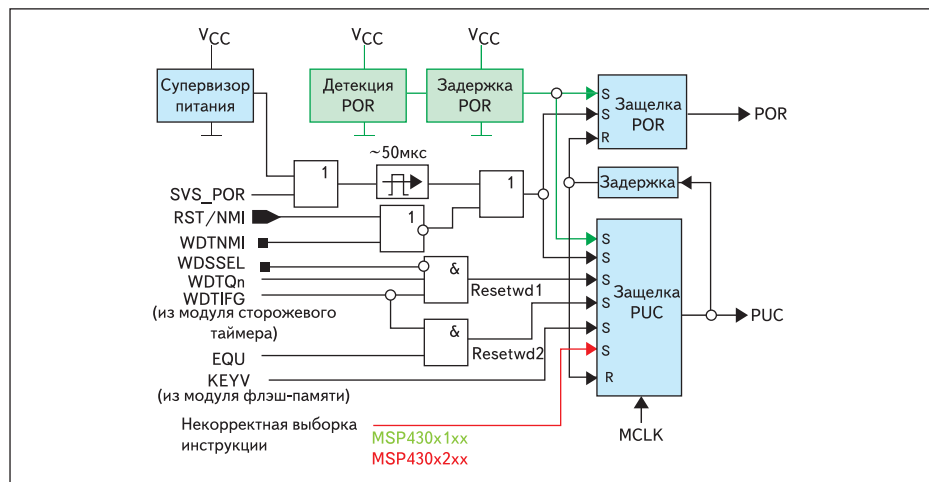 VCC VCC VCC
Супервизор
питания
Детекция
POR
Задержка
POR
S
S
R
Защелка
POR
POR
~50мкс
1
1
Задержка
SVS_POR
RST/NMI
1
WDTNMI
WDSSEL
WDTQn
WDTIFG
(из модуля сторожевого
таймера)
&
Resetwd1
&
Resetwd2
EQU
KEYV
(из модуля флэш-памяти)
S
S
S
S
S
S
R
Защелка
PUC
PUC
MCLK
Некорректная выборка
инструкции
MSP430x1xx
MSP430x2xx